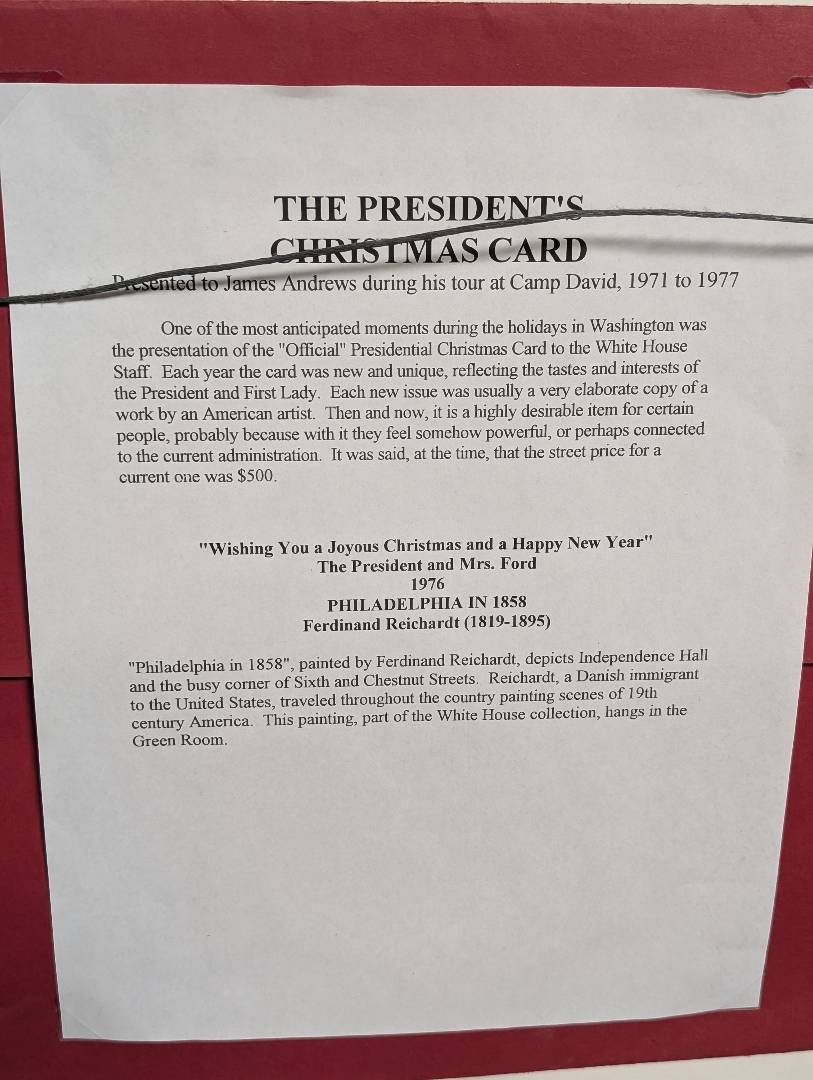 THE PRESIDENT'S
CHRISTMAS CARD
Presented to James Andrews during his tour at Camp David, 1971 to 1977
One of the most anticipated moments during the holidays in Washington was
the presentation of the "Official" Presidential Christmas Card to the White House
Staff. Each year the card was new and unique, reflecting the tastes and interests of
the President and First Lady. Each new issue was usually a very elaborate copy of a
work by an American artist. Then and now, it is a highly desirable item for certain
people, probably because with it they feel somehow powerful, or perhaps connected
to the current administration. It was said, at the time, that the street price for a
current one was $500.
"Wishing You a Joyous Christmas and a Happy New Year"
The President and Mrs. Ford
1976
PHILADELPHIA IN 1858
Ferdinand Reichardt (1819-1895)
"Philadelphia in 1858", painted by Ferdinand Reichardt, depicts Independence Hall
and the busy corner of Sixth and Chestnut Streets. Reichardt, a Danish immigrant
to the United States, traveled throughout the country painting scenes of 19th
century America. This painting, part of the White House collection, hangs in the
Green Room.